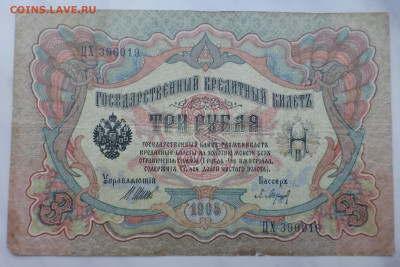 COINS.LAVE.RU
ЦХ 390019
ГОСУДАРСТВЕННЫЙ КРЕДИТНЫЙ БИЛЕТЪ
ТРИ РУБЛЯ
ГОСУДАРСТВЕННЫЙ БАНКЪ РАЗМѢНИВАЕТЪ
КРЕДИТНЫЕ БИЛЕТЫ НА ЗОЛОТУЮ МОНЕТУ БЕЗЪ
ОГРАНИЧЕНІЯ СУММЫ (1 РУБЛЬ = 1/15 ИМПЕРІАЛА,
СОДЕРЖИТЪ 17,424 ДОЛЕЙ ЧИСТАГО ЗОЛОТА).
Управляющій Кассиръ
1905
ЦХ 390019